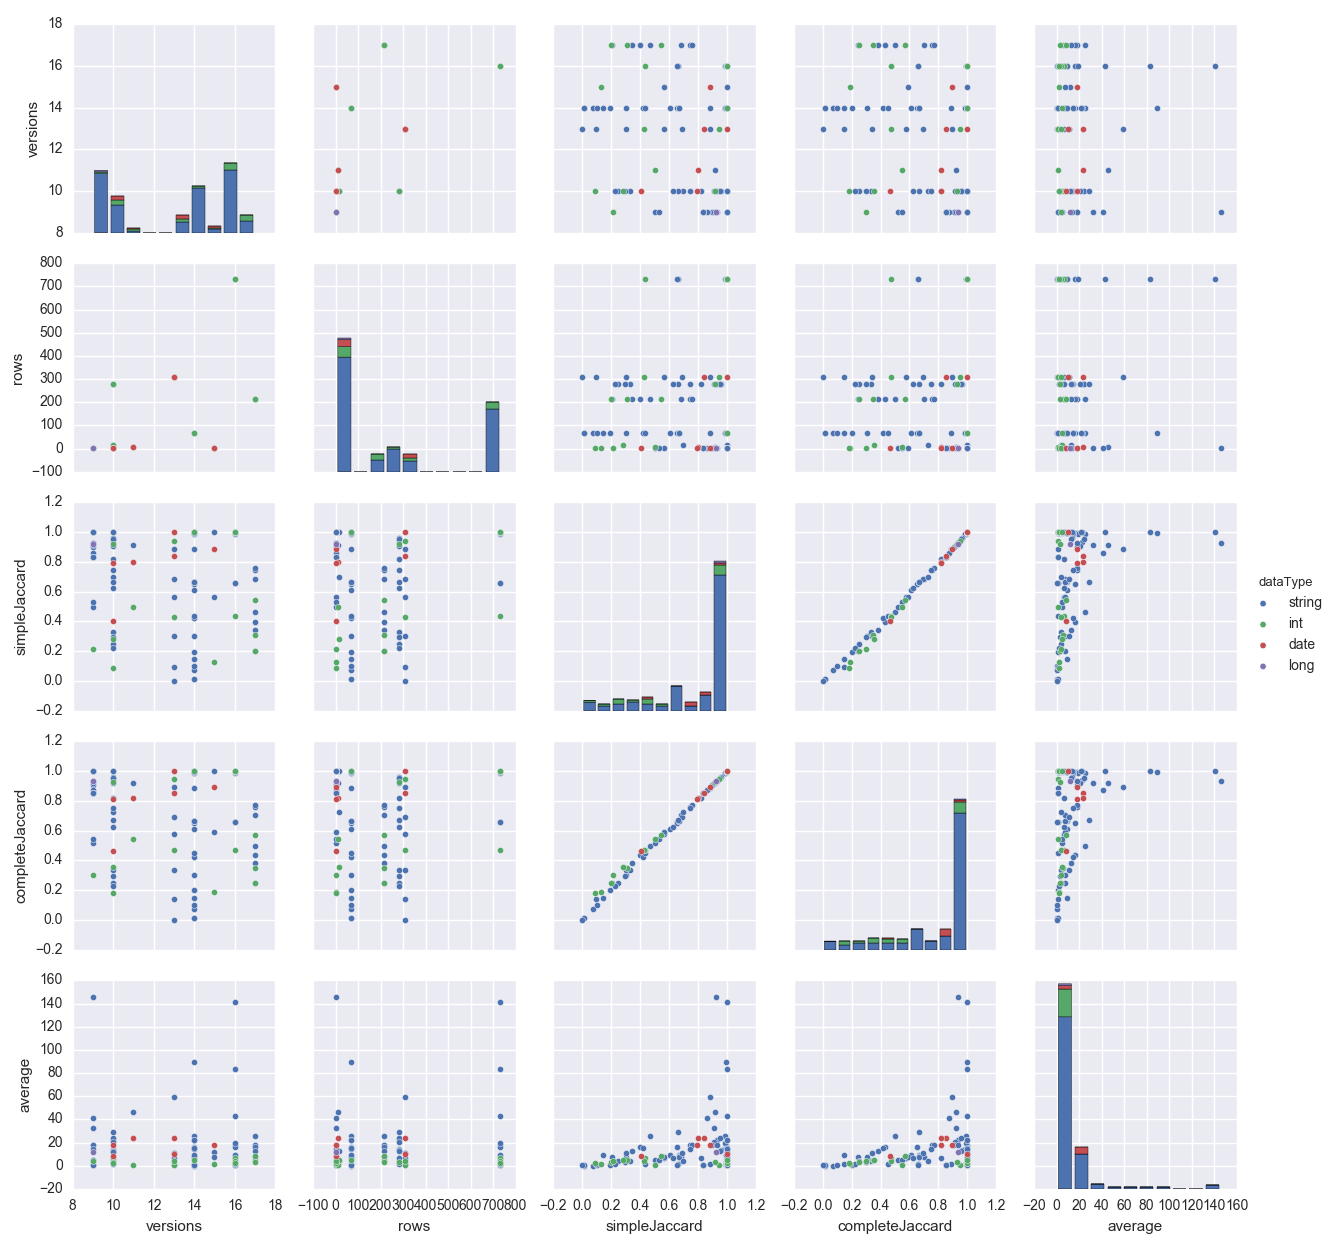 18
16
14
12
10
8
versions
800
700
600
500
400
300
200
100
0
−100
rows
1.2
1.0
0.8
0.6
0.4
0.2
0.0
−0.2
simpleJaccard
dataType
string
int
date
long
1.2
1.0
0.8
0.6
0.4
0.2
0.0
−0.2
completeJaccard
160
140
120
100
80
60
40
20
0
−20
average
8 10 12 14 16 18
−100 0 100 200 300 400 500 600 700 800
−0.2 0.0 0.2 0.4 0.6 0.8 1.0 1.2
−0.2 0.0 0.2 0.4 0.6 0.8 1.0 1.2
−20 0 20 40 60 80 100 120 140 160
versions rows simpleJaccard completeJaccard average